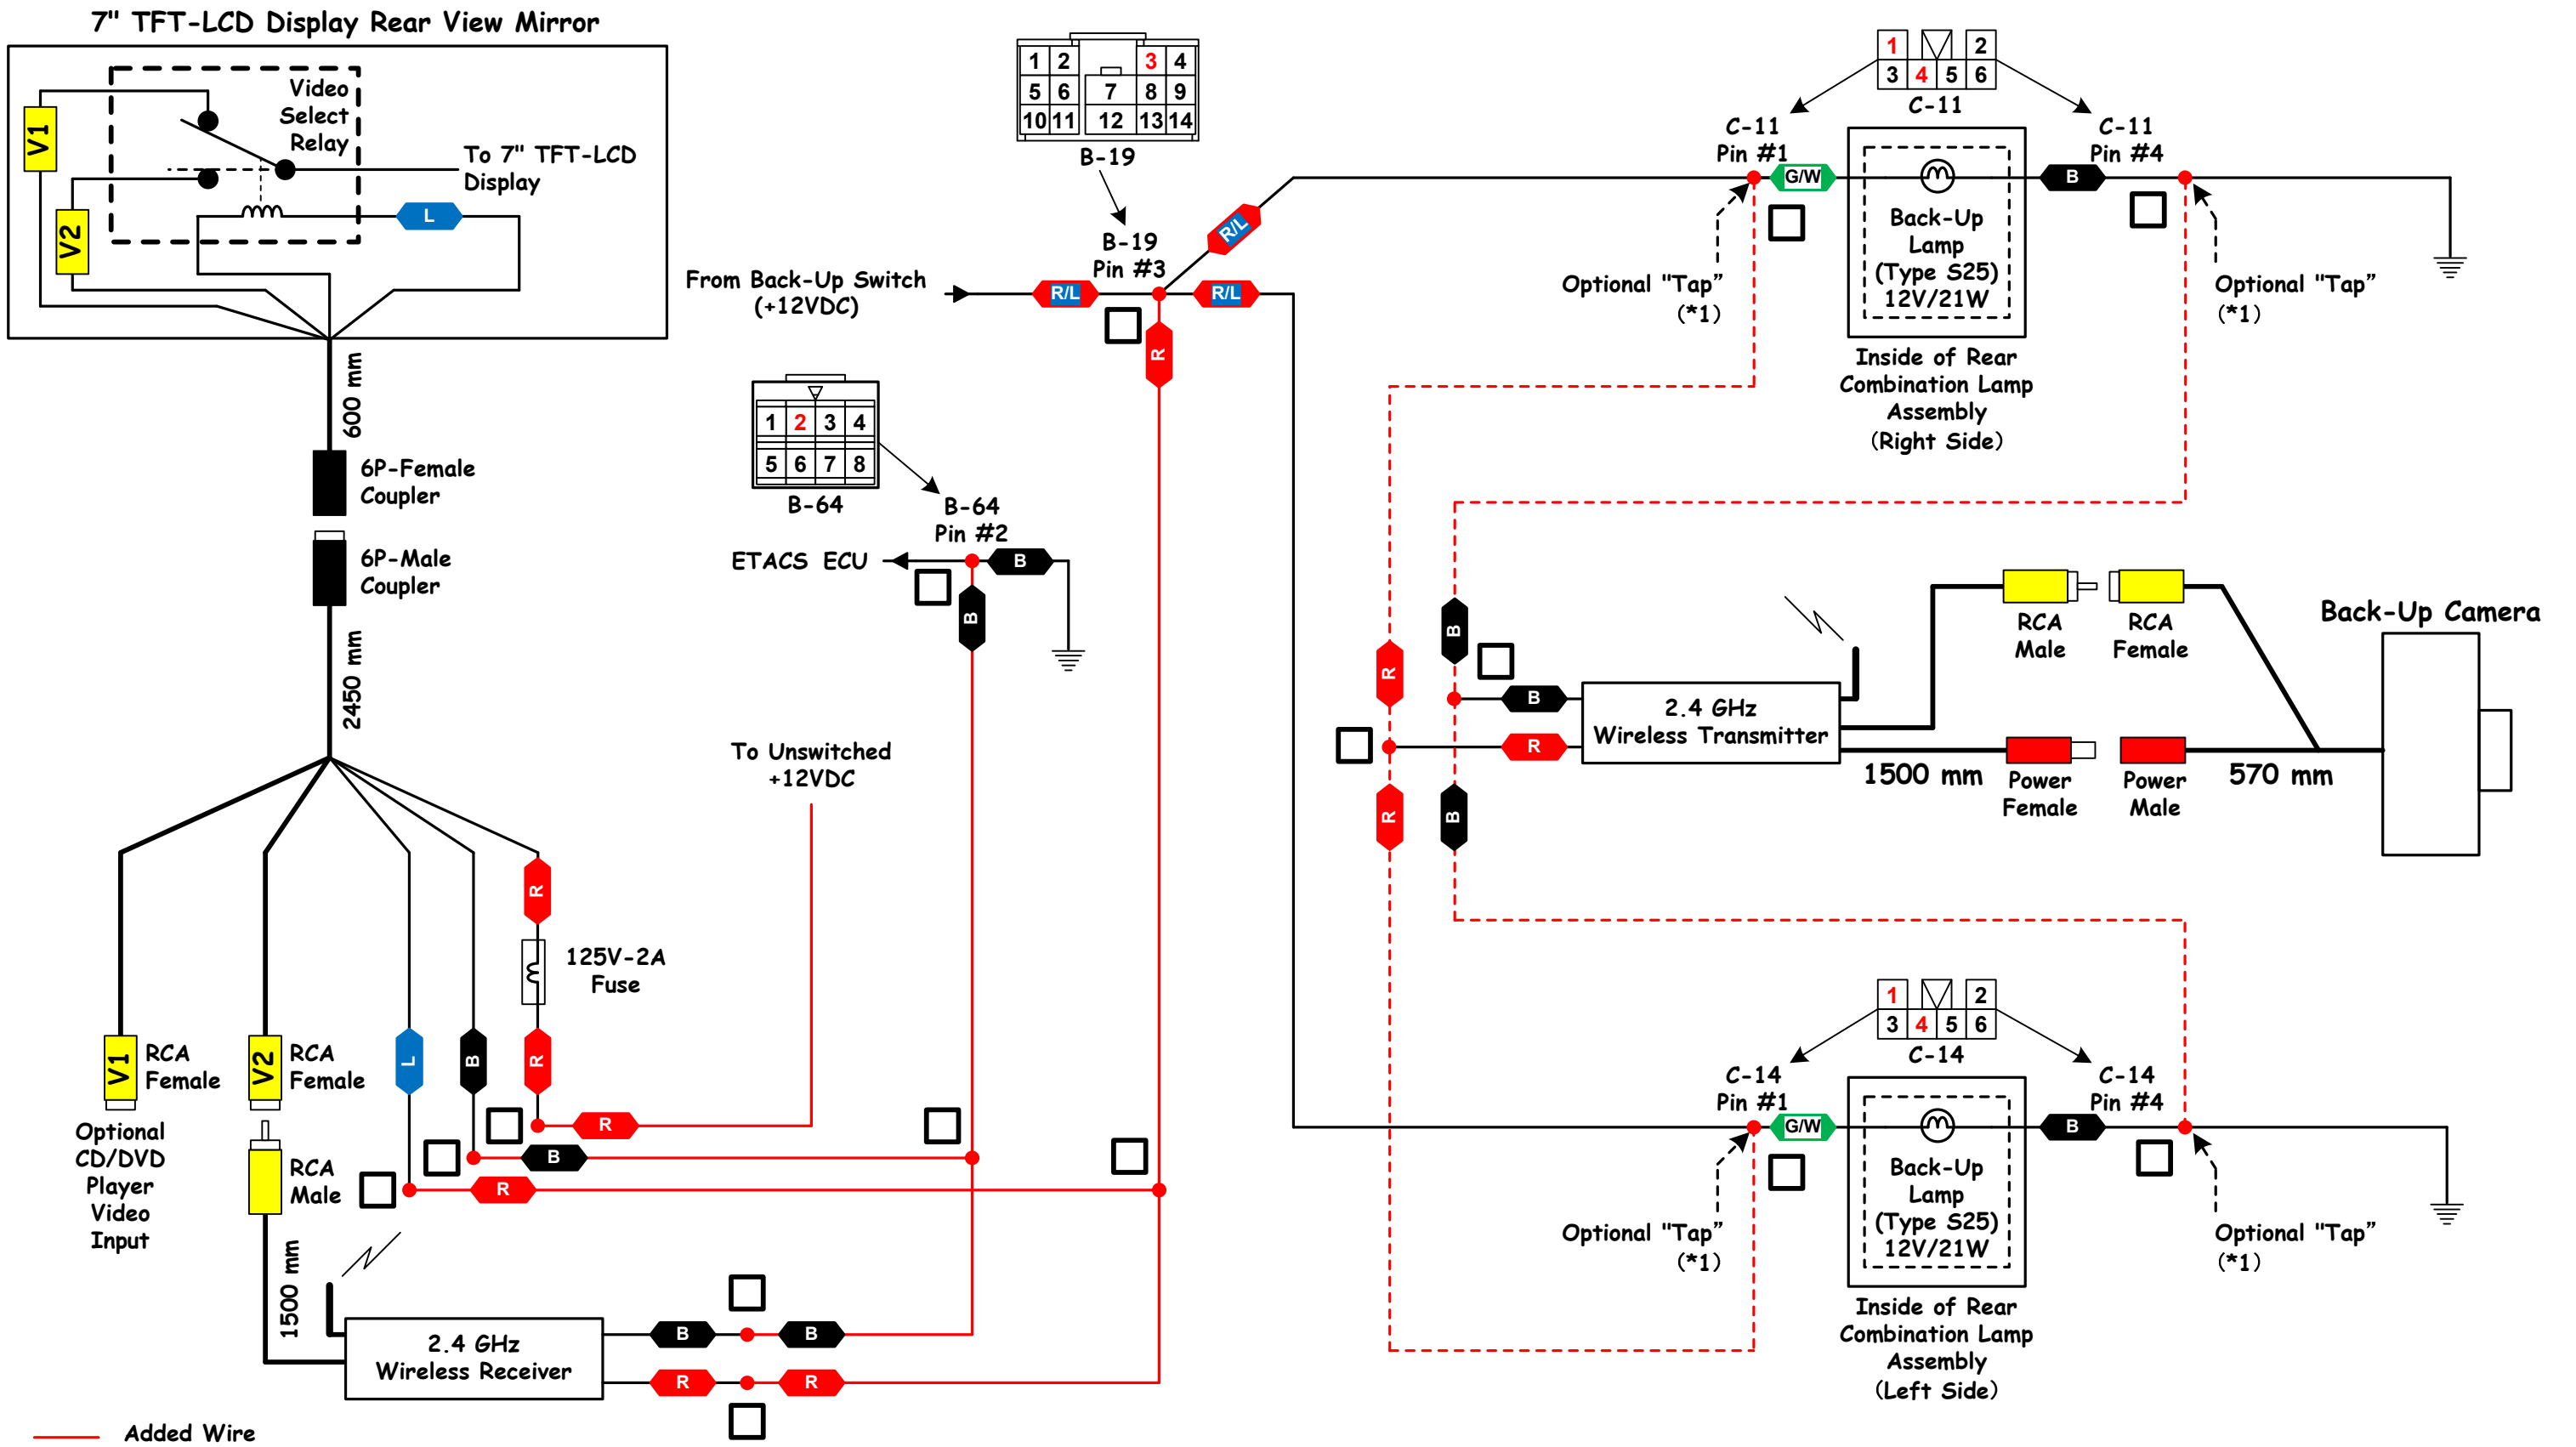 7" TFT-LCD Display Rear View Mirror
Video
Select
Relay
V1
V2
To 7" TFT-LCD
Display
L
600 mm
6P-Female
Coupler
6P-Male
Coupler
2450 mm
R
125V-2A
Fuse
V1
RCA
Female
V2
RCA
Female
L
B
R
Optional
CD/DVD
Player
Video
Input
RCA
Male
R
B
R
1500 mm
2.4 GHz
Wireless Receiver
B
B
R
R
Added Wire
1 2 3 4
5 6 7 8 9
10 11 12 13 14
B-19
B-19
Pin #3
From Back-Up Switch
(+12VDC)
R/L
R/L
R/L
R
1 2 3 4
5 6 7 8
B-64
B-64
Pin #2
ETACS ECU
B
B
To Unswitched
+12VDC
1 2
3 4 5 6
C-11
C-11
Pin #1
C-11
Pin #4
G/W
B
Back-Up
Lamp
(Type S25)
12V/21W
Optional "Tap”
(*1)
Optional "Tap”
(*1)
Inside of Rear
Combination Lamp
Assembly
(Right Side)
B
R
B
R
R
B
2.4 GHz
Wireless Transmitter
RCA
Male
RCA
Female
Back-Up Camera
1500 mm
Power
Female
Power
Male
570 mm
1 2
3 4 5 6
C-14
C-14
Pin #1
C-14
Pin #4
G/W
B
Back-Up
Lamp
(Type S25)
12V/21W
Optional "Tap”
(*1)
Optional "Tap”
(*1)
Inside of Rear
Combination Lamp
Assembly
(Left Side)